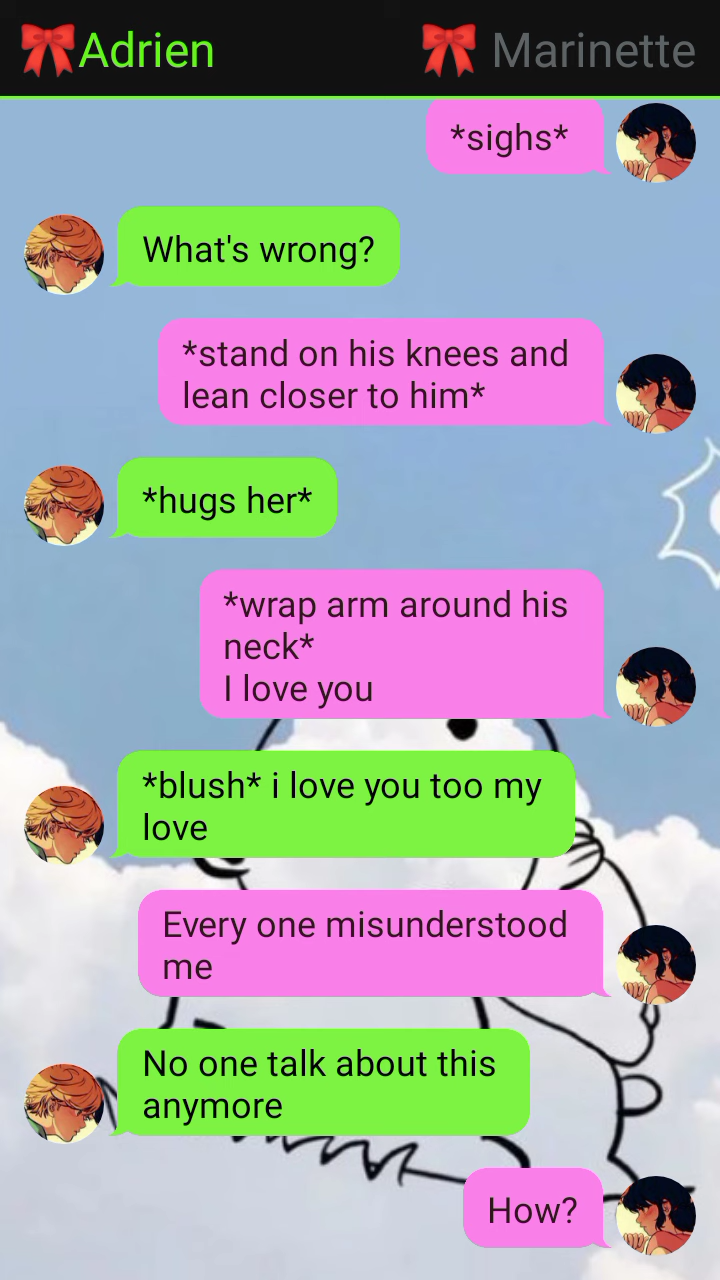 🎀Adrien
🎀 Marinette
*sighs*
What's wrong?
*stand on his knees and
lean closer to him*
*hugs her*
*wrap arm around his
neck*
I love you
*blush* i love you too my
love
Every one misunderstood
me
No one talk about this
anymore
How?